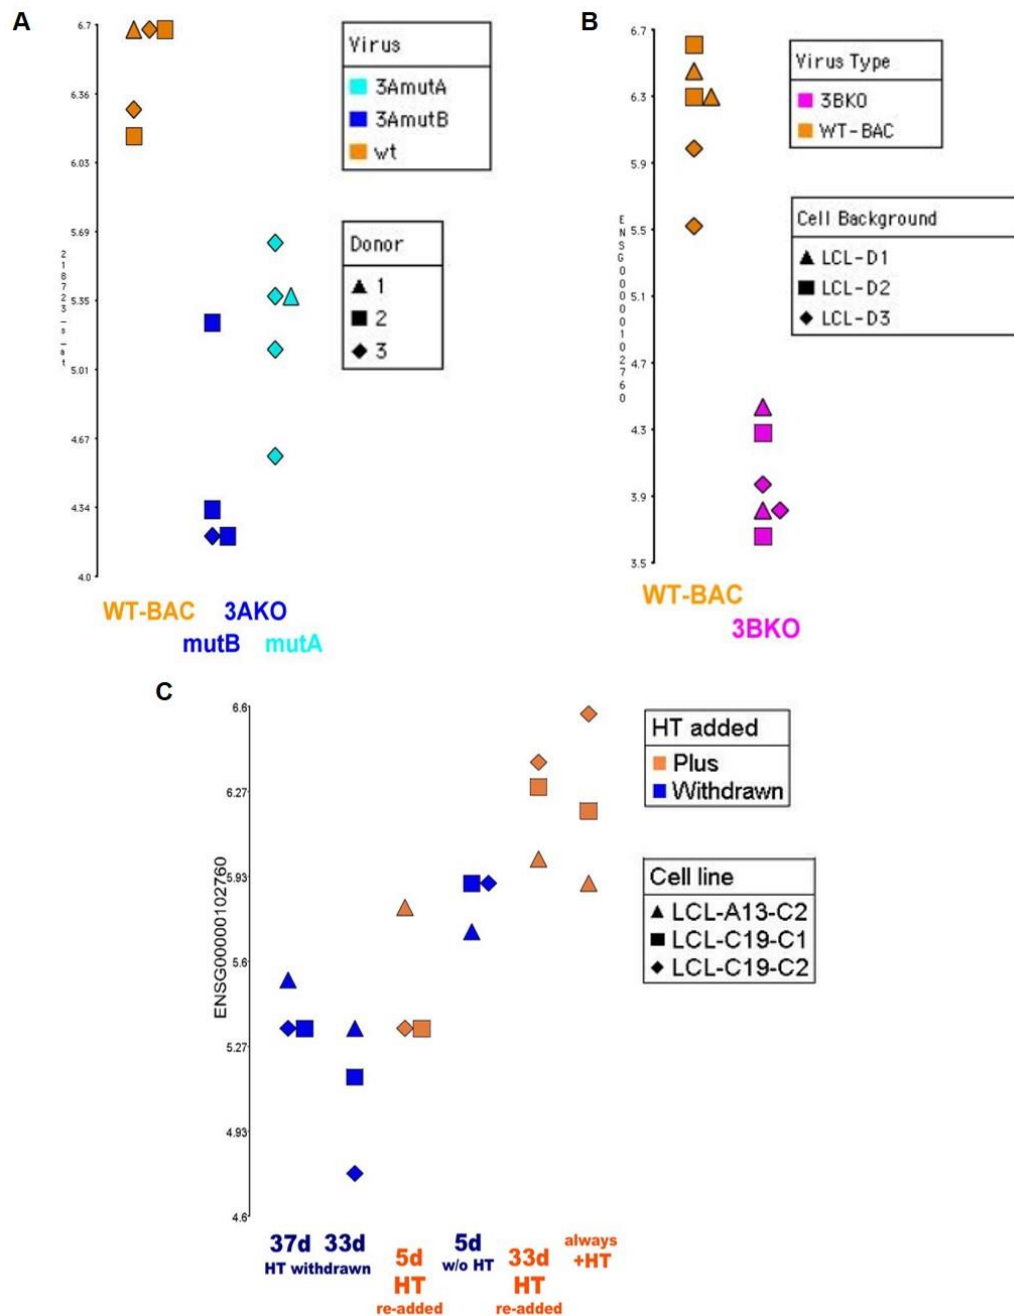 A
6.7
6.36
6.03
5.69
5.35
5.01
4.67
4.34
4.0
Virus
3AmutA
3AmutB
wt
Donor
1
2
3
WT-BAC 3AKO
mutB mutA
B
6.7
6.3
5.9
5.5
5.1
4.7
4.3
3.9
3.5
ENSG00000102760
Virus Type
3BKO
WT-BAC
Cell Background
LCL-D1
LCL-D2
LCL-D3
WT-BAC
3BKO
C
6.6
6.27
5.93
5.6
5.27
4.93
4.6
ENSG00000102760
HT added
Plus
Withdrawn
Cell line
LCL-A13-C2
LCL-C19-C1
LCL-C19-C2
37d 33d
HT withdrawn
5d
HT
re-added
5d
w/o HT
33d
HT
re-added
always
+HT